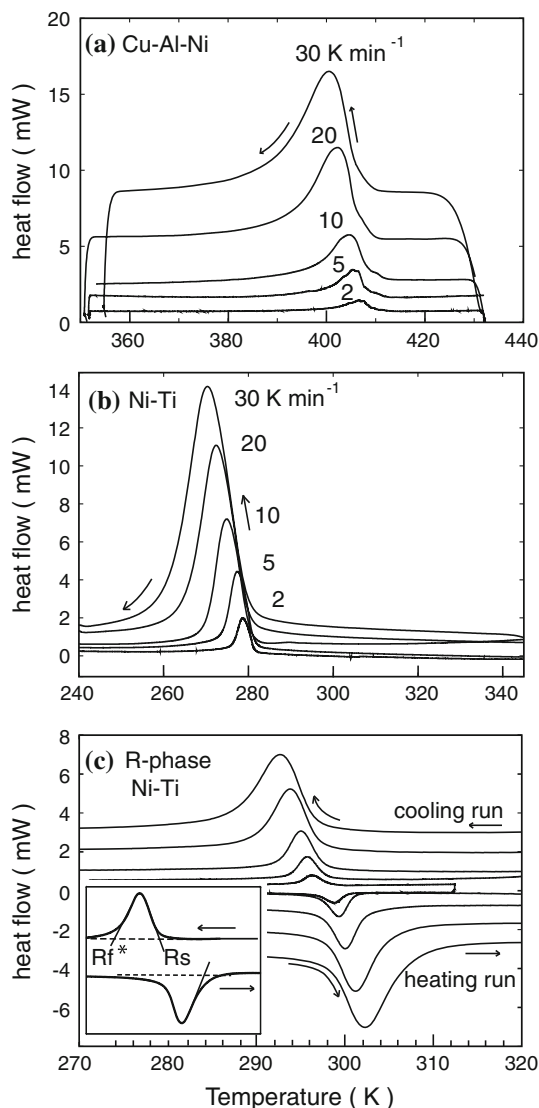 (a) Cu-Al-Ni
30 K min -1
20
10
5
2
20
15
10
5
0
360 380 400 420 440
heat flow ( mW )
(b) Ni-Ti
30 K min -1
20
10
5
2
14
12
10
8
6
4
2
0
240 260 280 300 320 340
heat flow ( mW )
(c) R-phase
Ni-Ti
cooling run
heating run
Rf* Rs
8
6
4
2
0
-2
-4
-6
270 280 290 300 310 320
heat flow ( mW )
Temperature ( K )